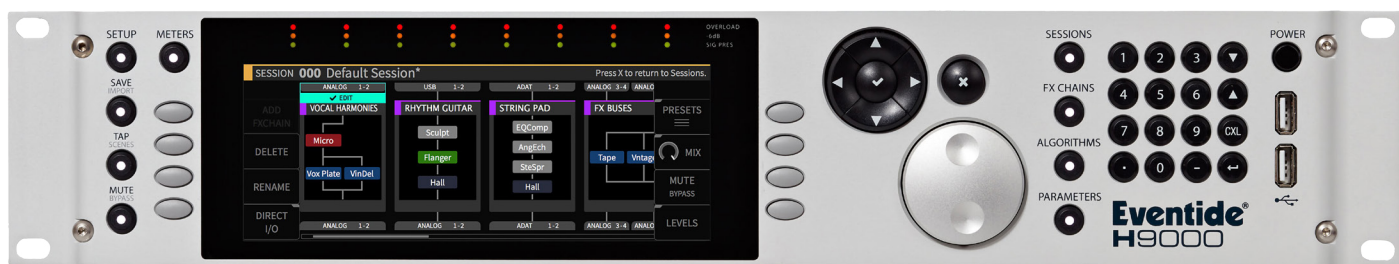 SETUP
METERS
SAVE
IMPORT
TAP
SCENES
MUTE
BYPASS
OVERLOAD
-6dB
SIG PRES
SESSION 000 Default Session*
Press X to return to Sessions.
ANALOG 1-2
USB 1-2
ADAT 1-2
ANALOG 3-4
ANALO
✓ EDIT
ADD
FXCHAIN
DELETE
RENAME
DIRECT
I/O
VOCAL HARMONIES
Micro
Vox Plate
VinDel
ANALOG 1-2
RHYTHM GUITAR
Sculpt
Flanger
Hall
ANALOG 1-2
STRING PAD
EQComp
AngEch
SteSpr
Hall
ADAT 1-2
FX BUSES
Tape
Vntage
ANALOG 3-4
ANALO
PRESETS
MIX
MUTE
BYPASS
LEVELS
SESSIONS
FX CHAINS
ALGORITHMS
PARAMETERS
1 2 3
4 5 6
7 8 9 CXL
. 0 -
POWER
Eventide®
H9000